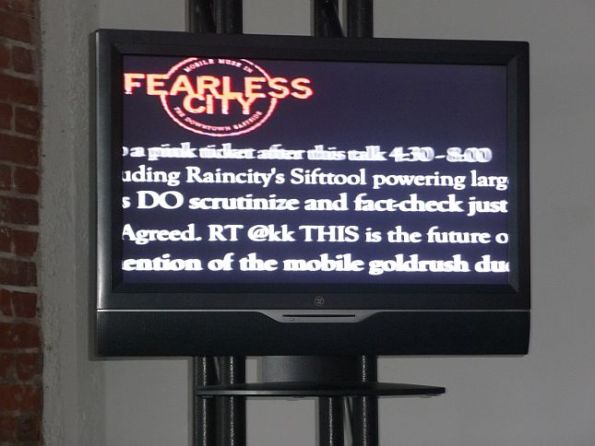 MOBILE MUSE IN
FEARLESS
CITY
THE DOWNTOWN EASTSIDE
a pink ticket after this talk 4:30 - 8:00
uding Raincity's Sifttool powering larg
s DO scrutinize and fact-check just
Agreed. RT @kk THIS is the future o
ention of the mobile goldrush du